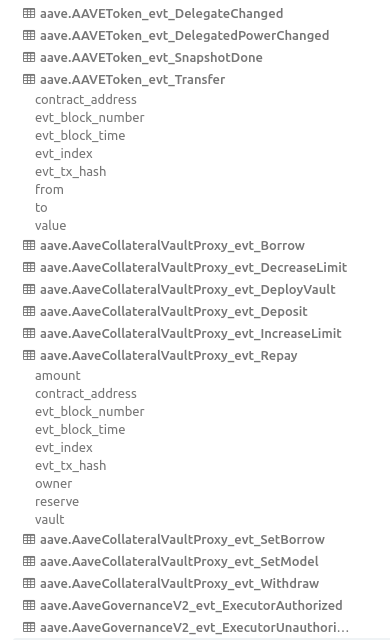 aave.AAVEToken_evt_DelegateChanged
aave.AAVEToken_evt_DelegatedPowerChanged
aave.AAVEToken_evt_SnapshotDone
aave.AAVEToken_evt_Transfer
contract_address
evt_block_number
evt_block_time
evt_index
evt_tx_hash
from
to
value
aave.AaveCollateralVaultProxy_evt_Borrow
aave.AaveCollateralVaultProxy_evt_DecreaseLimit
aave.AaveCollateralVaultProxy_evt_DeployVault
aave.AaveCollateralVaultProxy_evt_Deposit
aave.AaveCollateralVaultProxy_evt_IncreaseLimit
aave.AaveCollateralVaultProxy_evt_Repay
amount
contract_address
evt_block_number
evt_block_time
evt_index
evt_tx_hash
owner
reserve
vault
aave.AaveCollateralVaultProxy_evt_SetBorrow
aave.AaveCollateralVaultProxy_evt_SetModel
aave.AaveCollateralVaultProxy_evt_Withdraw
aave.AaveGovernanceV2_evt_ExecutorAuthorized
aave.AaveGovernanceV2_evt_ExecutorUnauthori...